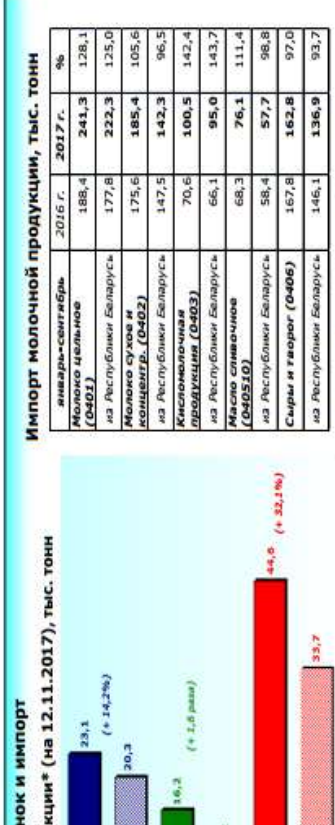 нок и импорт
кции* (на 12.11.2017), тыс. тонн
23,1
(+ 14,2%)
20,3
16,2
(+ 1,6 раза)
44,6
(+ 32,1%)
33,7
Импорт молочной продукции, тыс. тонн
январь-сентябрь 2016 г. 2017 г. %
Молоко цельное
(0401) 188,4 241,3 128,1
из Республики Беларусь 177,8 222,3 125,0
Молоко сухое и
концентр. (0402) 175,6 185,4 105,6
из Республики Беларусь 147,5 142,3 96,5
Кисломолочная
продукция (0403) 70,6 100,5 142,4
из Республики Беларусь 66,1 95,0 143,7
Масло сливочное
(040510) 68,3 76,1 111,4
из Республики Беларусь 58,4 57,7 98,8
Сыры и творог (0406) 167,8 162,8 97,0
из Республики Беларусь 146,1 136,9 93,7